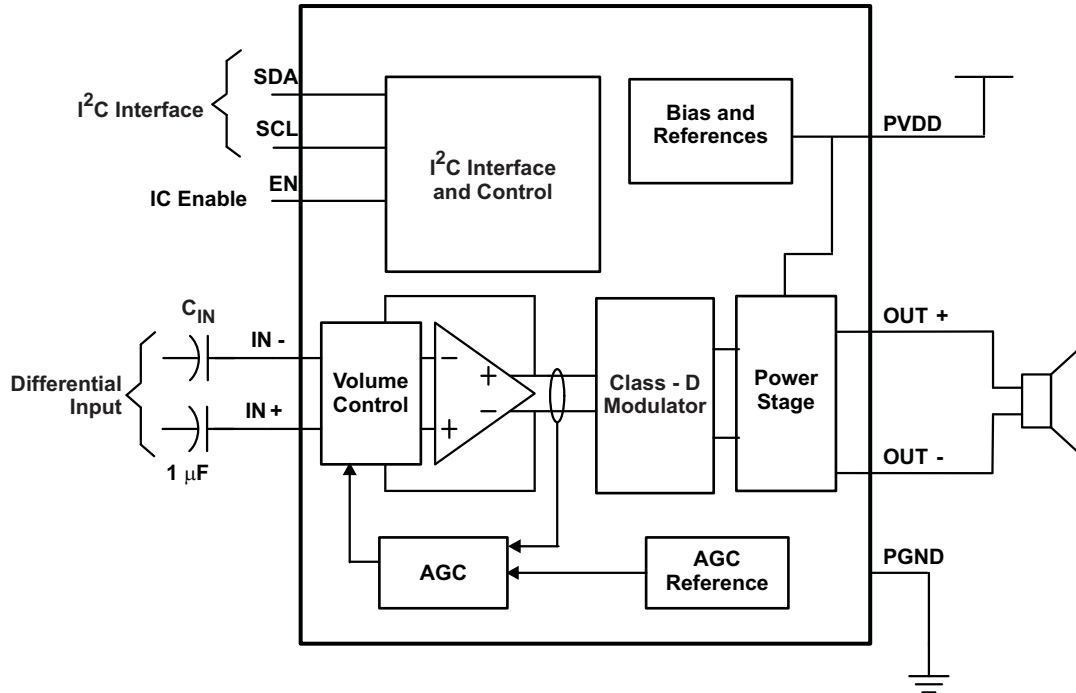 SDA
I²C Interface
SCL
EN
IC Enable
I²C Interface
and Control
Bias and
References
PVDD
C_IN
IN -
Differential
Input
IN +
1 μF
Volume
Control
−
+
+
−
Class - D
Modulator
Power
Stage
OUT +
OUT -
AGC
AGC
Reference
PGND